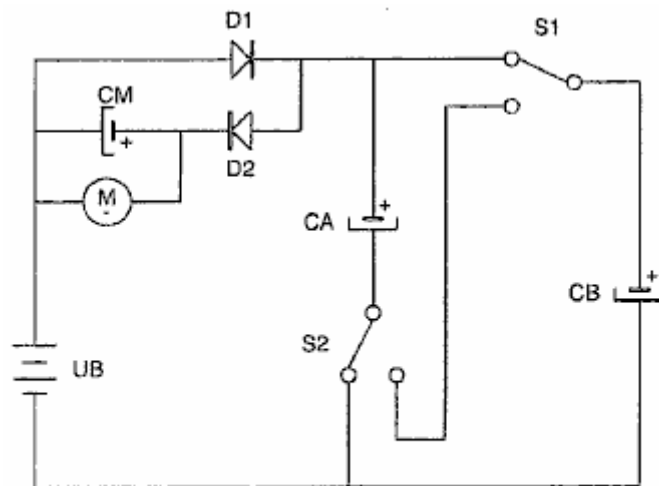 D1
S1
CM
+
D2
M
-
+
CA
+
CB
S2
UB